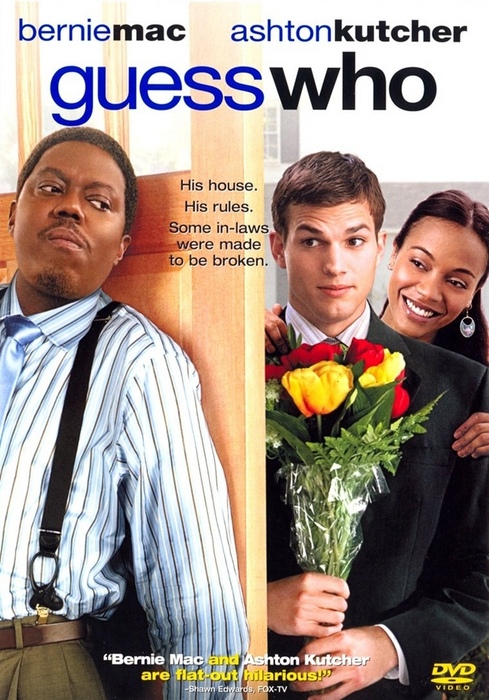 berniemac ashtonkutcher
guess who
His house.
His rules.
Some in-laws
were made
to be broken.
“Bernie Mac and Ashton Kutcher
are flat-out hilarious!”
-Shawn Edwards, FOX-TV
DVD
VIDEO